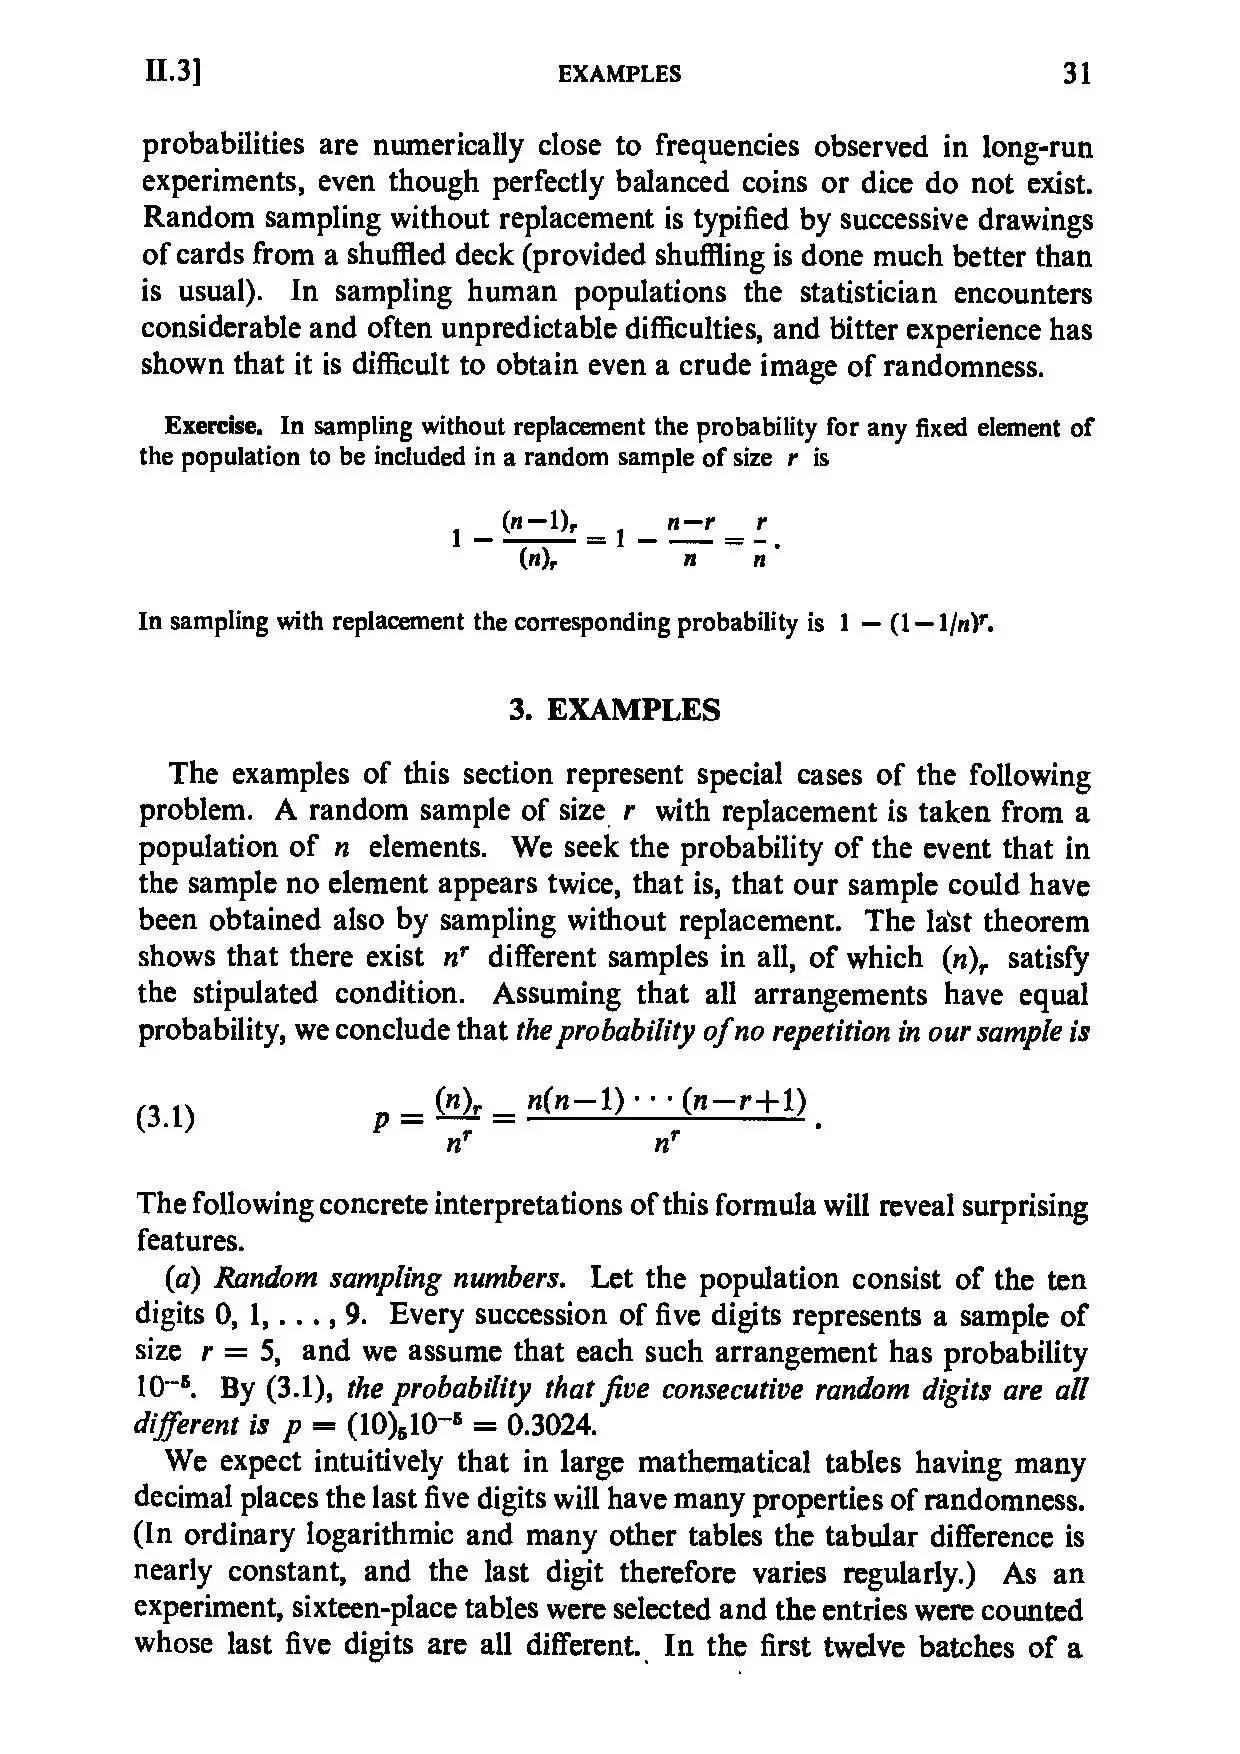 II.3] EXAMPLES 31
probabilities are numerically close to frequencies observed in long-run
experiments, even though perfectly balanced coins or dice do not exist.
Random sampling without replacement is typified by successive drawings
of cards from a shuffled deck (provided shuffling is done much better than
is usual). In sampling human populations the statistician encounters
considerable and often unpredictable difficulties, and bitter experience has
shown that it is difficult to obtain even a crude image of randomness.
Exercise. In sampling without replacement the probability for any fixed element of
the population to be included in a random sample of size r is
1 − (n−1)ᵣ/(n)ᵣ = 1 − (n−r)/n = r/n.
In sampling with replacement the corresponding probability is 1 − (1−1/n)ʳ.
3. EXAMPLES
The examples of this section represent special cases of the following
problem. A random sample of size r with replacement is taken from a
population of n elements. We seek the probability of the event that in
the sample no element appears twice, that is, that our sample could have
been obtained also by sampling without replacement. The last theorem
shows that there exist nʳ different samples in all, of which (n)ᵣ satisfy
the stipulated condition. Assuming that all arrangements have equal
probability, we conclude that the probability of no repetition in our sample is
(3.1) p = (n)ᵣ/nʳ = n(n−1)···(n−r+1)/nʳ.
The following concrete interpretations of this formula will reveal surprising
features.
(a) Random sampling numbers. Let the population consist of the ten
digits 0, 1, . . . , 9. Every succession of five digits represents a sample of
size r = 5, and we assume that each such arrangement has probability
10⁻⁵. By (3.1), the probability that five consecutive random digits are all
different is p = (10)₅10⁻⁵ = 0.3024.
We expect intuitively that in large mathematical tables having many
decimal places the last five digits will have many properties of randomness.
(In ordinary logarithmic and many other tables the tabular difference is
nearly constant, and the last digit therefore varies regularly.) As an
experiment, sixteen-place tables were selected and the entries were counted
whose last five digits are all different. In the first twelve batches of a